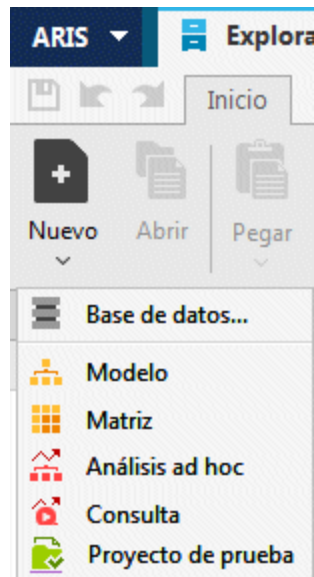 ARIS Explora
Inicio
Nuevo Abrir Pegar
Base de datos...
Modelo
Matriz
Análisis ad hoc
Consulta
Proyecto de prueba